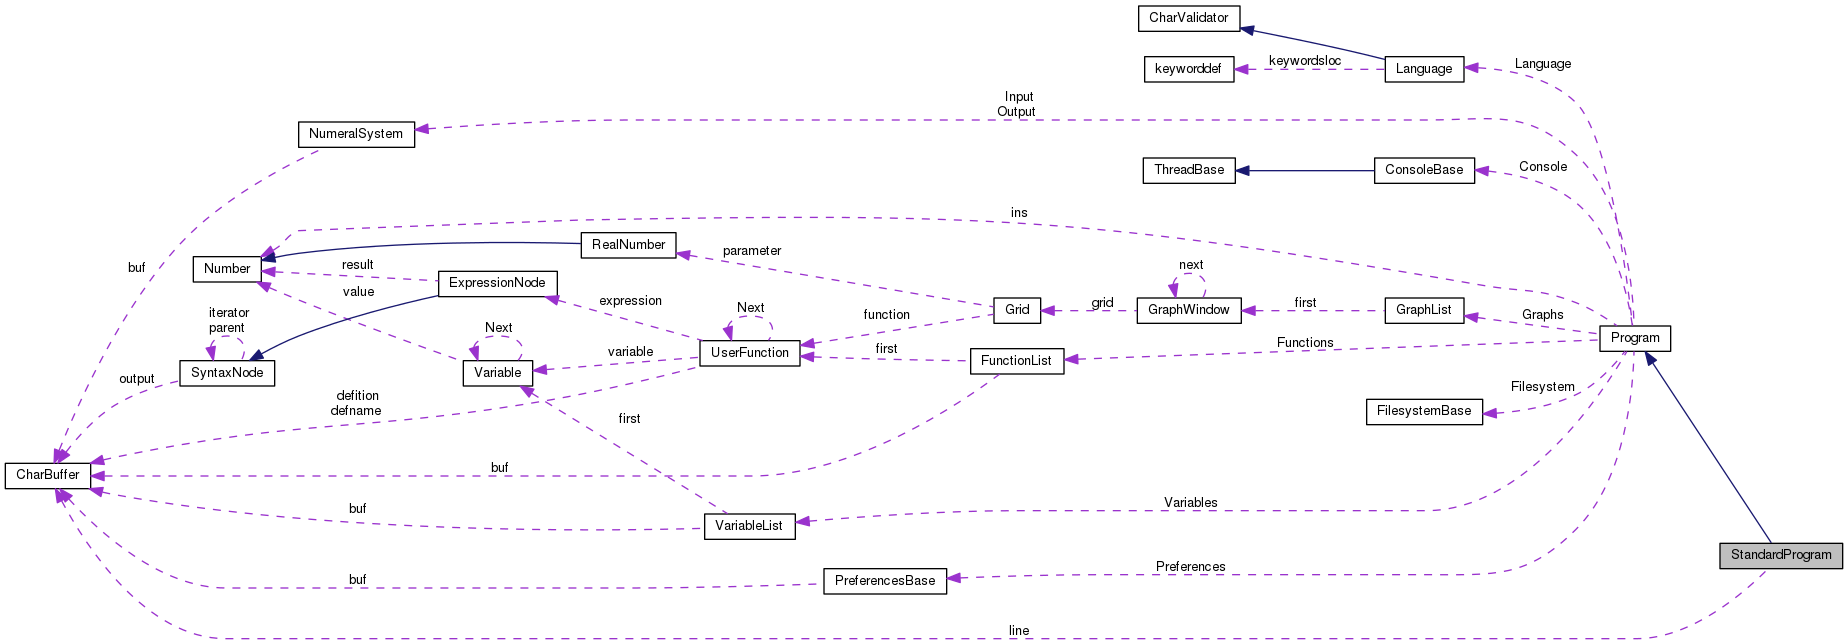 CharValidator
keyworddef
keywordsloc
Language
Language
Input
Output
NumeralSystem
ThreadBase
ConsoleBase
Console
ins
buf
RealNumber
parameter
Number
result
ExpressionNode
value
expression
next
Next
grid
first
Grid
GraphWindow
GraphList
Graphs
Program
iterator
parent
function
Next
variable
UserFunction
first
FunctionList
Functions
SyntaxNode
Variable
output
Filesystem
defition
defname
FilesystemBase
first
CharBuffer
buf
Variables
buf
VariableList
StandardProgram
Preferences
buf
PreferencesBase
line